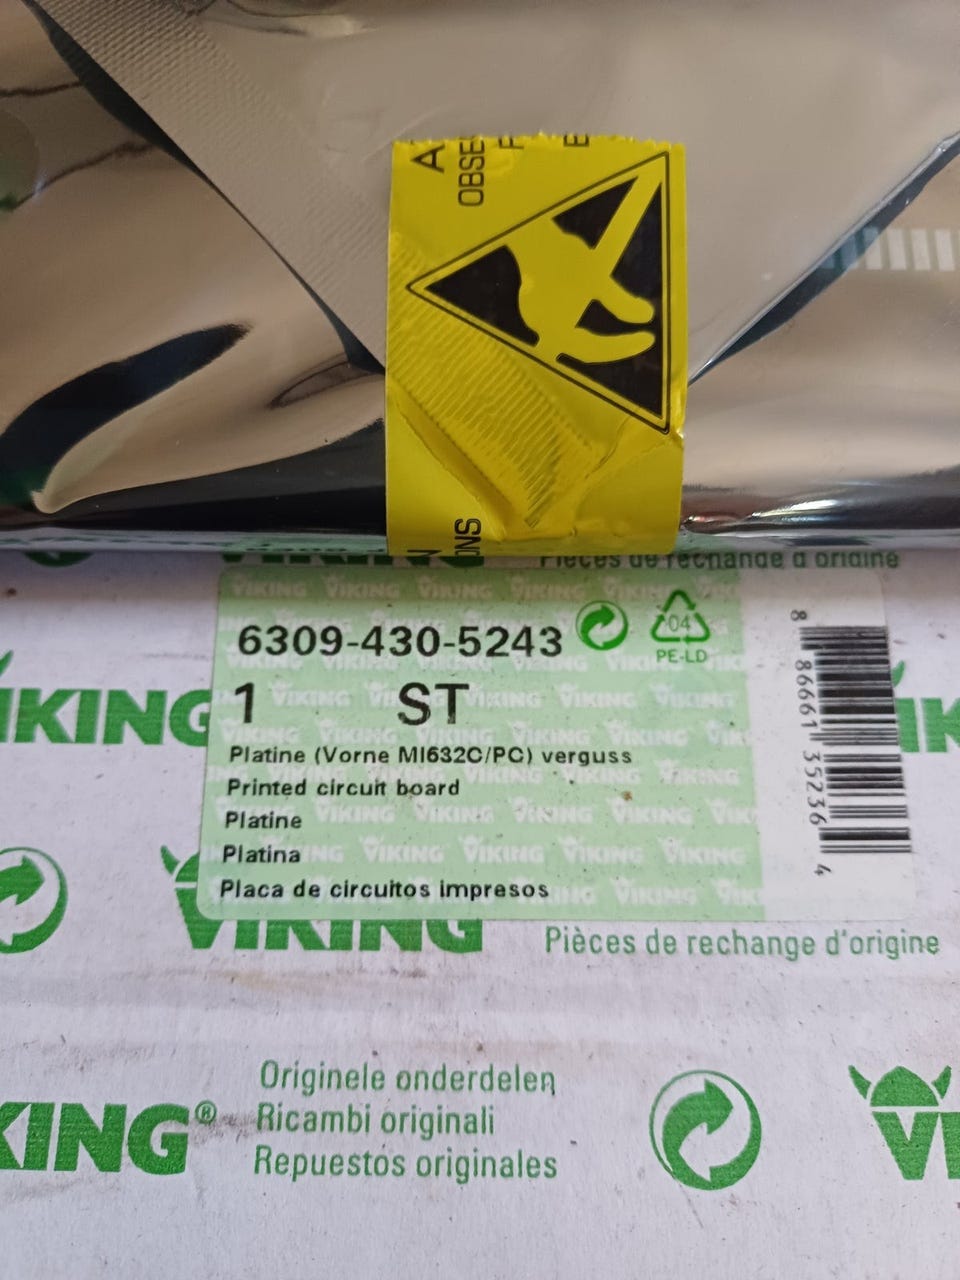 A
OBSE
ONS
Pièces de rechange d'origine
6309-430-5243
04
PE-LD
1 ST
Platine (Vorne MI632C/PC) verguss
Printed circuit board
Platine
Platina
Placa de circuitos impresos
8 86661 35236 4
VIKING
VIKING
Pièces de rechange d'origine
Originele onderdelen
Ricambi originali
Repuestos originales
VIKING®